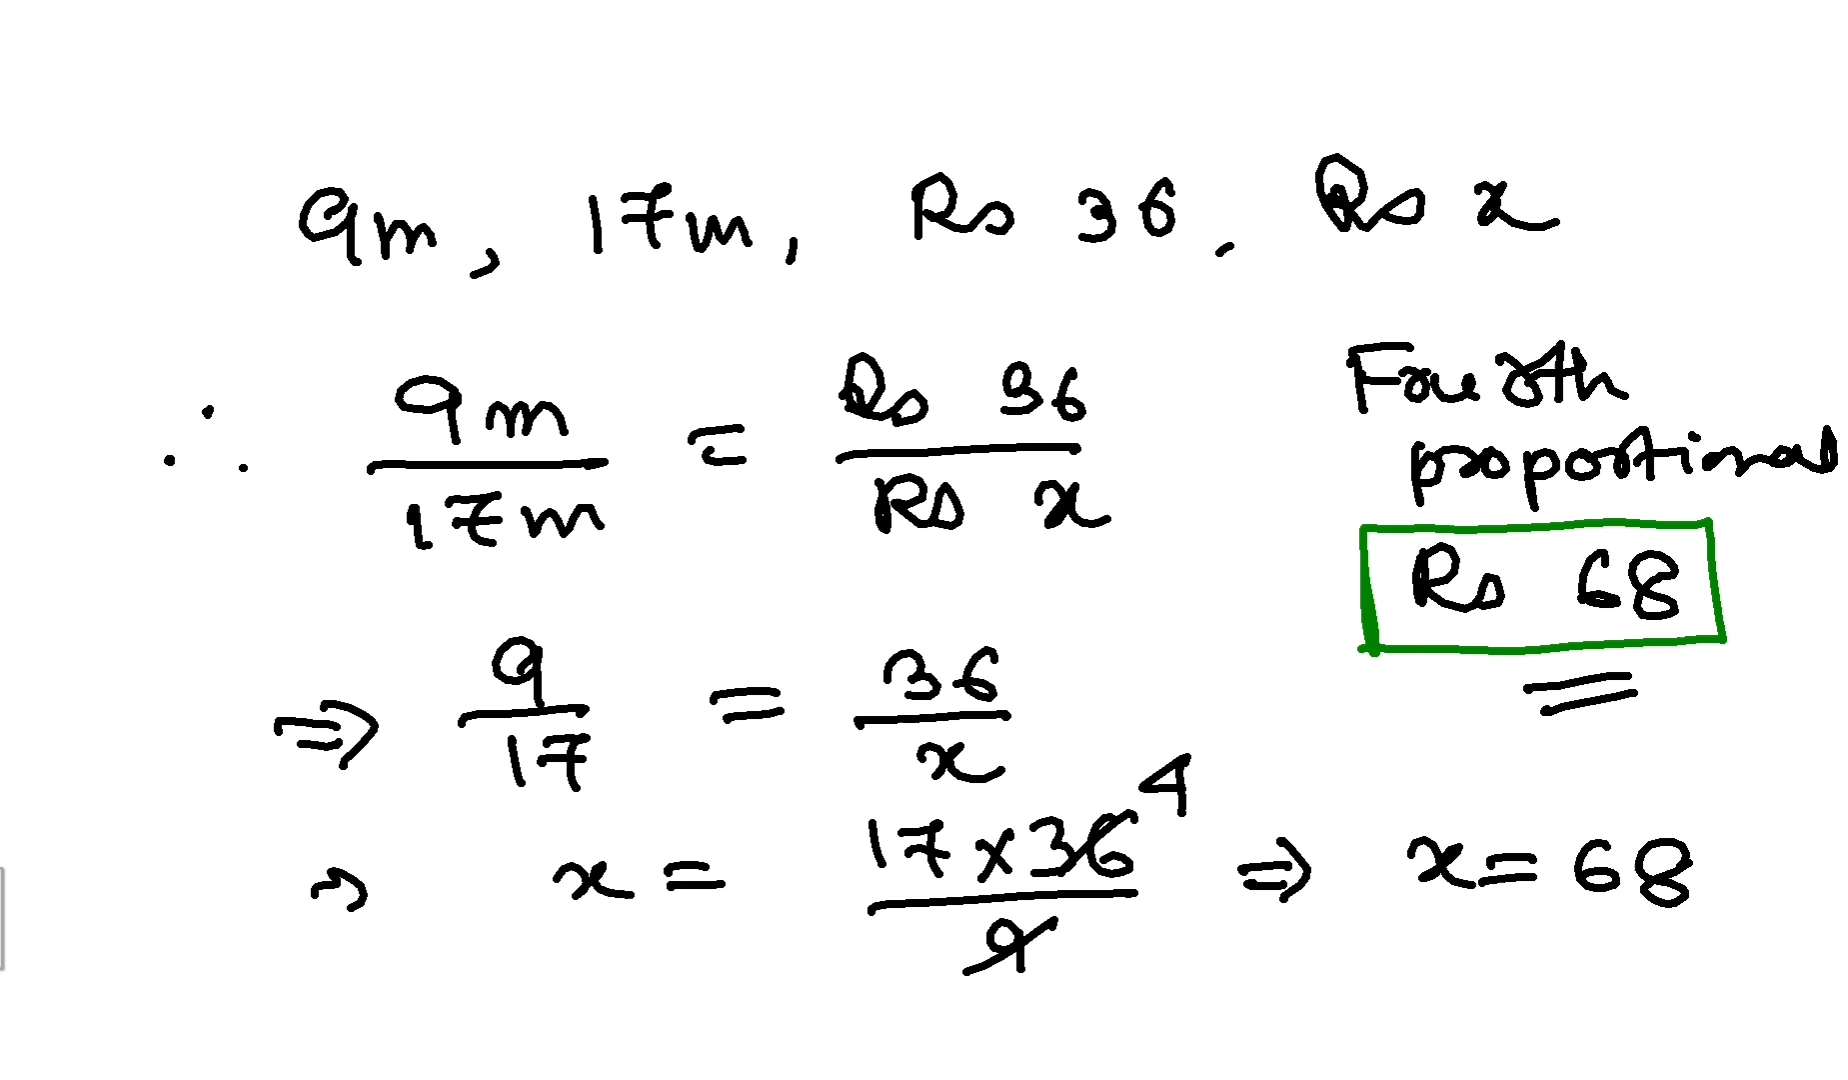 9m, 17m, Rs 36, Rs x
∴ 9m/17m = Rs 36/Rs x
Fourth
proportional
Rs 68
⇒ 9/17 = 36/x
⇒ x = 17×36/9 4 ⇒ x = 68